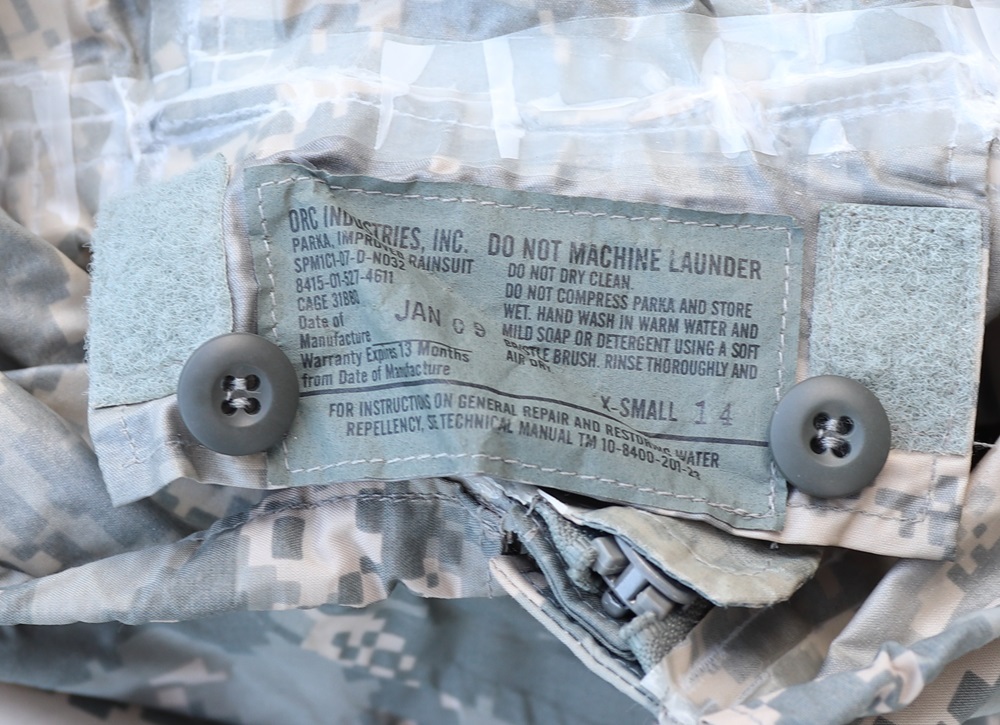 ORC INDUSTRIES, INC.
PARKA, IMPROVED RAINSUIT
SPM1C1-07-D-N032
8415-01-527-4611
CAGE 31880
Date of
Manufacture JAN 09
Warranty Expires 13 Months
from Date of Manufacture
DO NOT MACHINE LAUNDER
DO NOT DRY CLEAN.
DO NOT COMPRESS PARKA AND STORE
WET. HAND WASH IN WARM WATER AND
MILD SOAP OR DETERGENT USING A SOFT
BRISTLE BRUSH. RINSE THOROUGHLY AND
AIR DRY.
X-SMALL 14
FOR INSTRUCTIONS ON GENERAL REPAIR AND RESTORING WATER
REPELLENCY, TECHNICAL MANUAL TM 10-8400-201-23